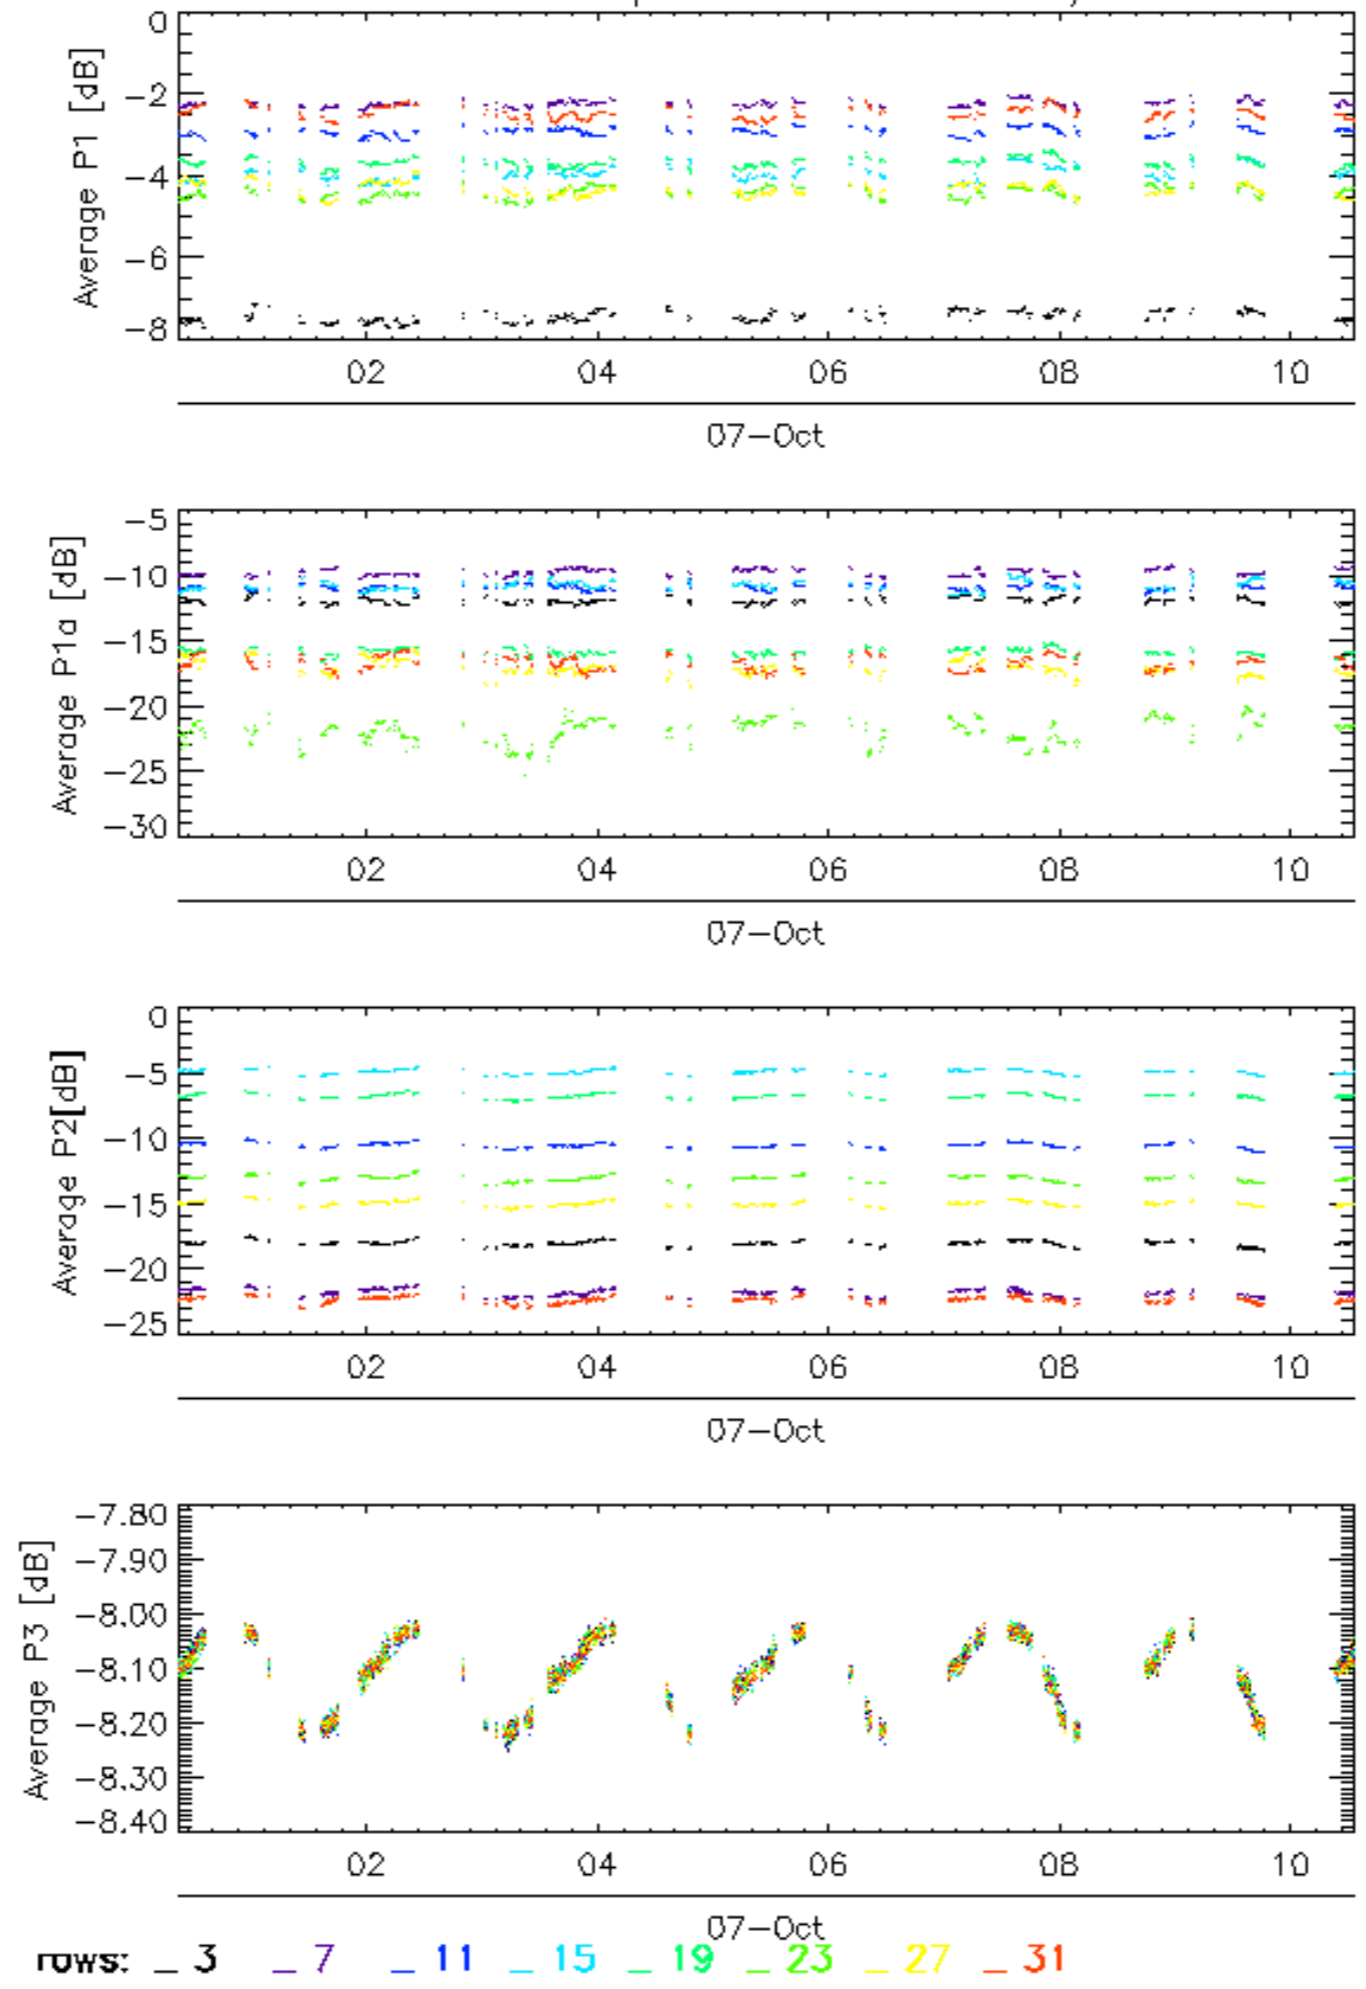 Average P1 [dB]
0
−2
−4
−6
−8
02 04 06 08 10
07−Oct
Average P1a [dB]
−5
−10
−15
−20
−25
−30
02 04 06 08 10
07−Oct
Average P2[dB]
0
−5
−10
−15
−20
−25
02 04 06 08 10
07−Oct
Average P3 [dB]
−7.80
−7.90
−8.00
−8.10
−8.20
−8.30
−8.40
02 04 06 08 10
07−Oct
rows: _ 3 _ 7 _ 11 _ 15 _ 19 _ 23 _ 27 _ 31